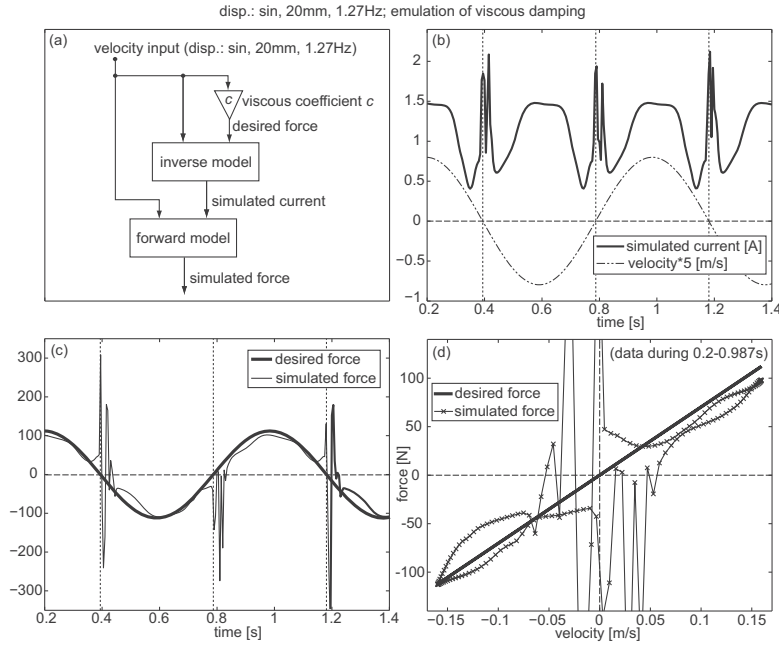 disp.: sin, 20mm, 1.27Hz; emulation of viscous damping
(a)
velocity input (disp.: sin, 20mm, 1.27Hz)
c
viscous coefficient c
desired force
inverse model
simulated current
forward model
simulated force
(b)
2
1.5
1
0.5
0
−0.5
−1
simulated current [A]
velocity*5 [m/s]
0.2
0.4
0.6
0.8
1
1.2
1.4
time [s]
(c)
300
200
100
0
−100
−200
−300
desired force
simulated force
0.2
0.4
0.6
0.8
1
1.2
1.4
time [s]
(d)
(data during 0.2-0.987s)
desired force
simulated force
force [N]
100
50
0
-50
-100
−0.15
−0.1
−0.05
0
0.05
0.1
0.15
velocity [m/s]